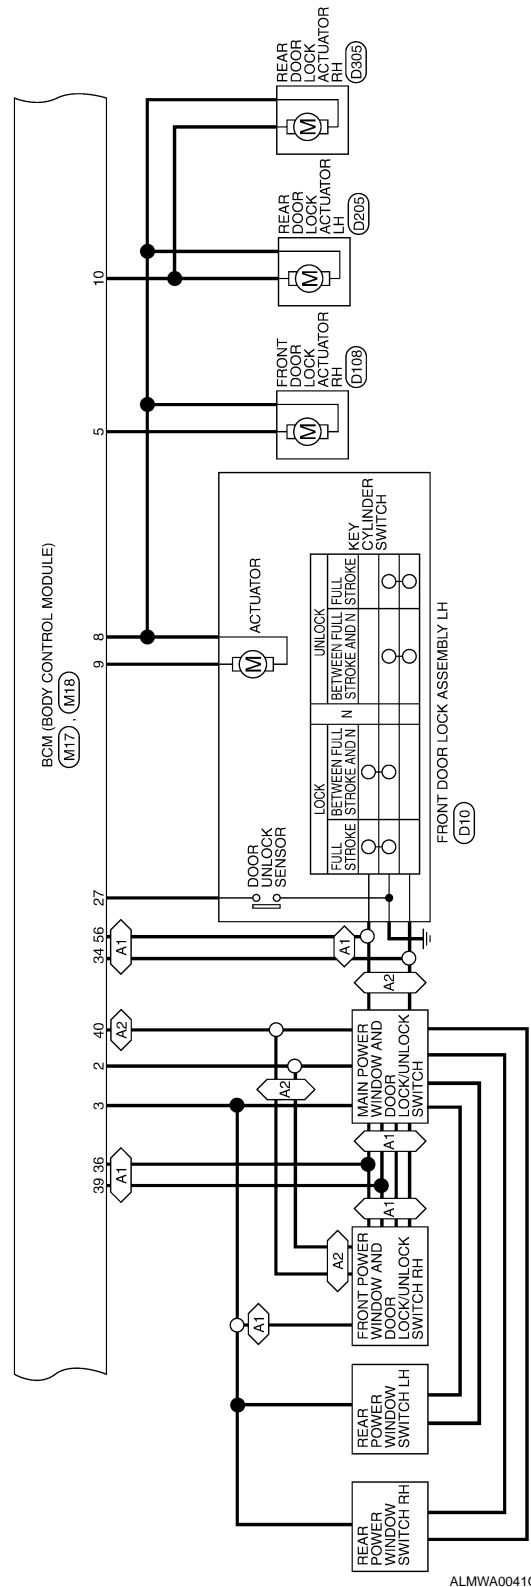 BCM (BODY CONTROL MODULE)
M17 , M18
39 36
3
2
40
34 56
27
9 8
5
10
A1
A2
A1
REAR
POWER
WINDOW
SWITCH RH
REAR
POWER
WINDOW
SWITCH LH
A1
FRONT POWER
WINDOW AND
DOOR
LOCK/UNLOCK
SWITCH RH
A2
A1
A1
A2
MAIN POWER
WINDOW AND
DOOR
LOCK/UNLOCK
SWITCH
A2
A1
DOOR
UNLOCK
SENSOR
M
ACTUATOR
LOCK
N
UNLOCK
FULL
STROKE
BETWEEN FULL
STROKE AND N
BETWEEN FULL
STROKE AND N
FULL
STROKE
KEY
CYLINDER
SWITCH
FRONT DOOR LOCK ASSEMBLY LH
D10
FRONT
DOOR
LOCK
ACTUATOR
RH
D108
M
REAR
DOOR
LOCK
ACTUATOR
LH
D205
M
REAR
DOOR
LOCK
ACTUATOR
RH
D305
M